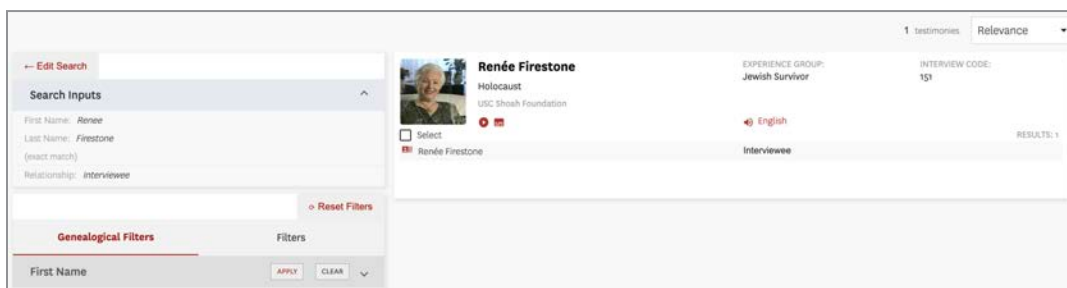 1 testimonies Relevance
← Edit Search
Search Inputs
First Name: Renee
Last Name: Firestone
(exact match)
Relationship: Interviewee
Reset Filters
Genealogical Filters Filters
First Name APPLY CLEAR
Renée Firestone
Holocaust
USC Shoah Foundation
EXPERIENCE GROUP:
Jewish Survivor
INTERVIEW CODE:
151
English
Select
RESULTS: 1
Renée Firestone Interviewee